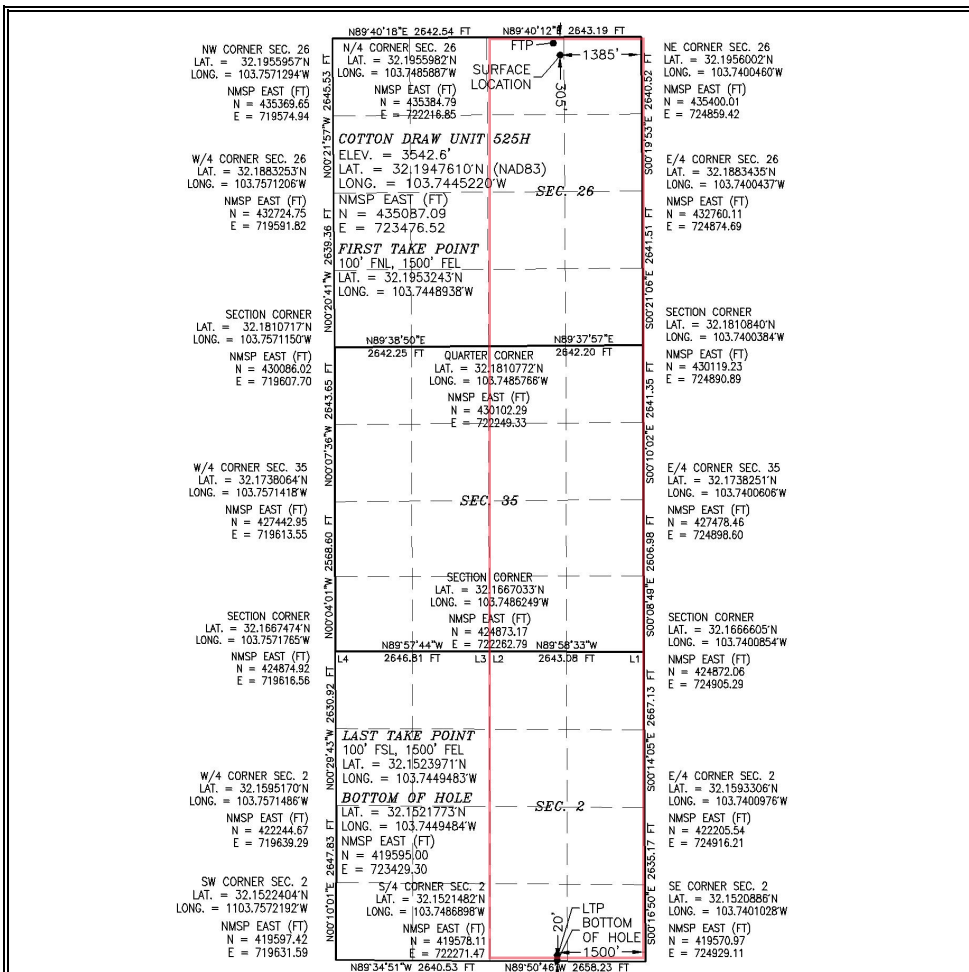 N89°40'18"E 2642.54 FT
N89°40'12"E 2643.19 FT
NW CORNER SEC. 26
LAT. = 32.1955957'N
LONG. = 103.7571294'W
NMSP EAST (FT)
N = 435369.65
E = 719574.94
N/4 CORNER SEC. 26
LAT. = 32.1955982'N
LONG. = 103.7485887'W
NMSP EAST (FT)
N = 435384.79
E = 722216.85
FTP
SURFACE
LOCATION
1385'
305'
NE CORNER SEC. 26
LAT. = 32.1956002'N
LONG. = 103.7400460'W
NMSP EAST (FT)
N = 435400.01
E = 724859.42
N00°21'57"W 2645.53 FT
S00°19'53"E 2640.52 FT
COTTON DRAW UNIT 525H
ELEV. = 3542.6'
LAT. = 32.1947610'N (NAD83)
LONG. = 103.7445220'W
NMSP EAST (FT)
N = 435087.09
E = 723476.52
FIRST TAKE POINT
100' FNL, 1500' FEL
LAT. = 32.1953243'N
LONG. = 103.7448938'W
SEC. 26
W/4 CORNER SEC. 26
LAT. = 32.1883253'N
LONG. = 103.7571206'W
NMSP EAST (FT)
N = 432724.75
E = 719591.82
E/4 CORNER SEC. 26
LAT. = 32.1883435'N
LONG. = 103.7400437'W
NMSP EAST (FT)
N = 432760.11
E = 724874.69
N00°20'41"W 2639.36 FT
S00°21'06"E 2641.51 FT
SECTION CORNER
LAT. = 32.1810717'N
LONG. = 103.7571150'W
NMSP EAST (FT)
N = 430086.02
E = 719607.70
N89°38'50"E
2642.25 FT
N89°37'57"E
2642.20 FT
QUARTER CORNER
LAT. = 32.1810772'N
LONG. = 103.7485766'W
NMSP EAST (FT)
N = 430102.29
E = 722249.33
SECTION CORNER
LAT. = 32.1810840'N
LONG. = 103.7400384'W
NMSP EAST (FT)
N = 430119.23
E = 724890.89
N00°07'36"W 2643.65 FT
S00°10'02"E 2641.35 FT
W/4 CORNER SEC. 35
LAT. = 32.1738064'N
LONG. = 103.7571418'W
NMSP EAST (FT)
N = 427442.95
E = 719613.55
SEC. 35
E/4 CORNER SEC. 35
LAT. = 32.1738251'N
LONG. = 103.7400606'W
NMSP EAST (FT)
N = 427478.46
E = 724898.60
N00°04'01"W 2568.60 FT
S00°08'49"E 2606.98 FT
SECTION CORNER
LAT. = 32.1667033'N
LONG. = 103.7486249'W
NMSP EAST (FT)
N = 424873.17
E = 722262.79
SECTION CORNER
LAT. = 32.1667474'N
LONG. = 103.7571765'W
NMSP EAST (FT)
N = 424874.92
E = 719616.56
N89°57'44"W
L4 2646.81 FT L3
N89°58'33"W
L2 2643.08 FT L1
SECTION CORNER
LAT. = 32.1666605'N
LONG. = 103.7400854'W
NMSP EAST (FT)
N = 424872.06
E = 724905.29
N00°29'43"W 2630.92 FT
S00°14'05"E 2667.13 FT
LAST TAKE POINT
100' FSL, 1500' FEL
LAT. = 32.1523971'N
LONG. = 103.7449483'W
BOTTOM OF HOLE
LAT. = 32.1521773'N
LONG. = 103.7449484'W
NMSP EAST (FT)
N = 419595.00
E = 723429.30
SEC. 2
W/4 CORNER SEC. 2
LAT. = 32.1595170'N
LONG. = 103.7571486'W
NMSP EAST (FT)
N = 422244.67
E = 719639.29
E/4 CORNER SEC. 2
LAT. = 32.1593306'N
LONG. = 103.7400976'W
NMSP EAST (FT)
N = 422205.54
E = 724916.21
N00°10'01"E 2647.83 FT
S00°16'50"E 2635.17 FT
SW CORNER SEC. 2
LAT. = 32.1522404'N
LONG. = 1103.7572192'W
NMSP EAST (FT)
N = 419597.42
E = 719631.59
S/4 CORNER SEC. 2
LAT. = 32.1521482'N
LONG. = 103.7486898'W
NMSP EAST (FT)
N = 419578.11
E = 722271.47
20'
LTP
BOTTOM
OF HOLE
1500'
SE CORNER SEC. 2
LAT. = 32.1520886'N
LONG. = 103.7401028'W
NMSP EAST (FT)
N = 419570.97
E = 724929.11
N89°34'51"W 2640.53 FT
N89°50'46"W 2658.23 FT